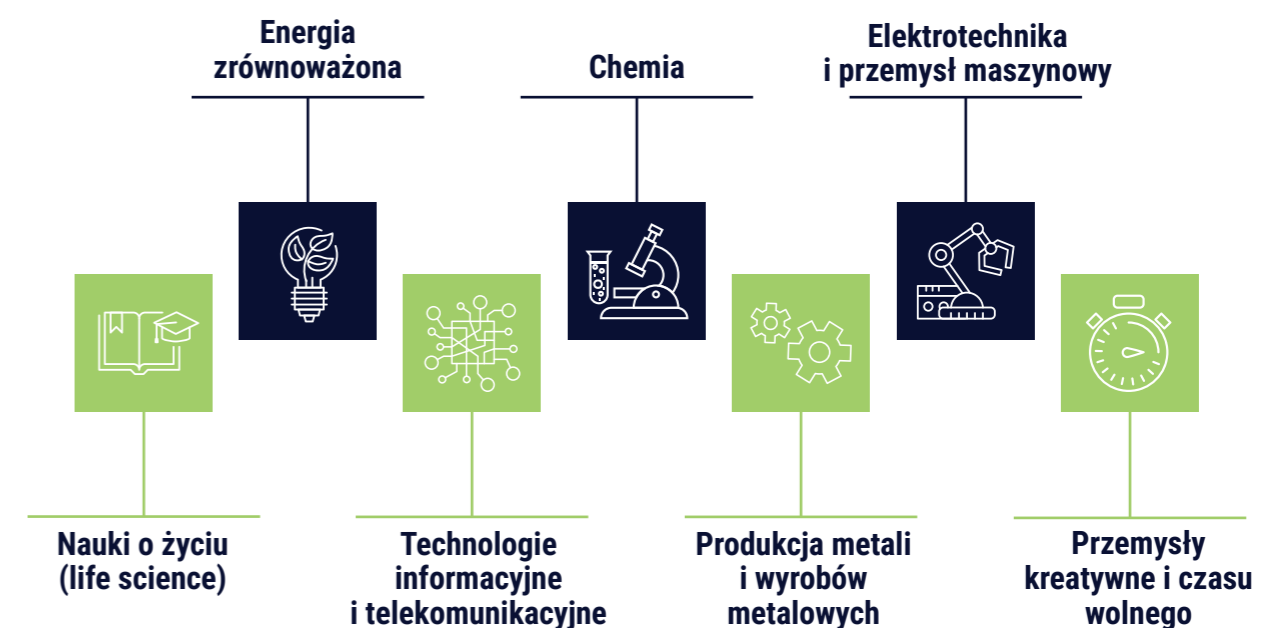 Energia
zrównoważona
Chemia
Elektrotechnika
i przemysł maszynowy
Nauki o życiu
(life science)
Technologie
informacyjne
i telekomunikacyjne
Produkcja metali
i wyrobów
metalowych
Przemysły
kreatywne i czasu
wolnego